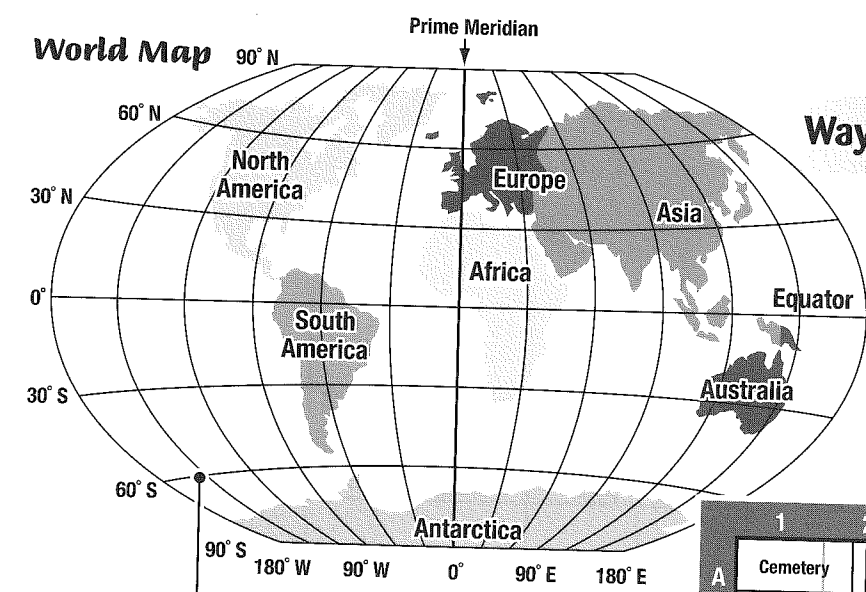 Prime Meridian
World Map
90° N
60° N
Way
North
America
Europe
30° N
Asia
Africa
0°
Equator
South
America
30° S
Australia
60° S
Antarctica
90° S
180° W
90° W
0°
90° E
180° E
1
A
Cemetery